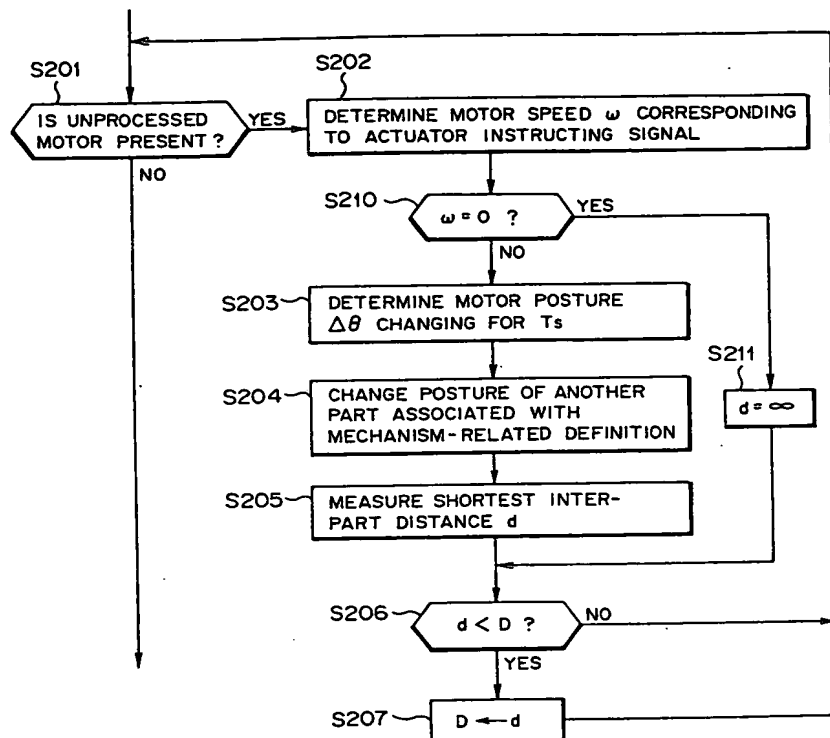 S201
IS UNPROCESSED
MOTOR PRESENT ?
YES
NO
S202
DETERMINE MOTOR SPEED ω CORRESPONDING
TO ACTUATOR INSTRUCTING SIGNAL
S210
ω = 0 ?
YES
NO
S203
DETERMINE MOTOR POSTURE
Δθ CHANGING FOR Ts
S211
d = ∞
S204
CHANGE POSTURE OF ANOTHER
PART ASSOCIATED WITH
MECHANISM-RELATED DEFINITION
S205
MEASURE SHORTEST INTER-
PART DISTANCE d
S206
d < D ?
NO
YES
S207
D ← d